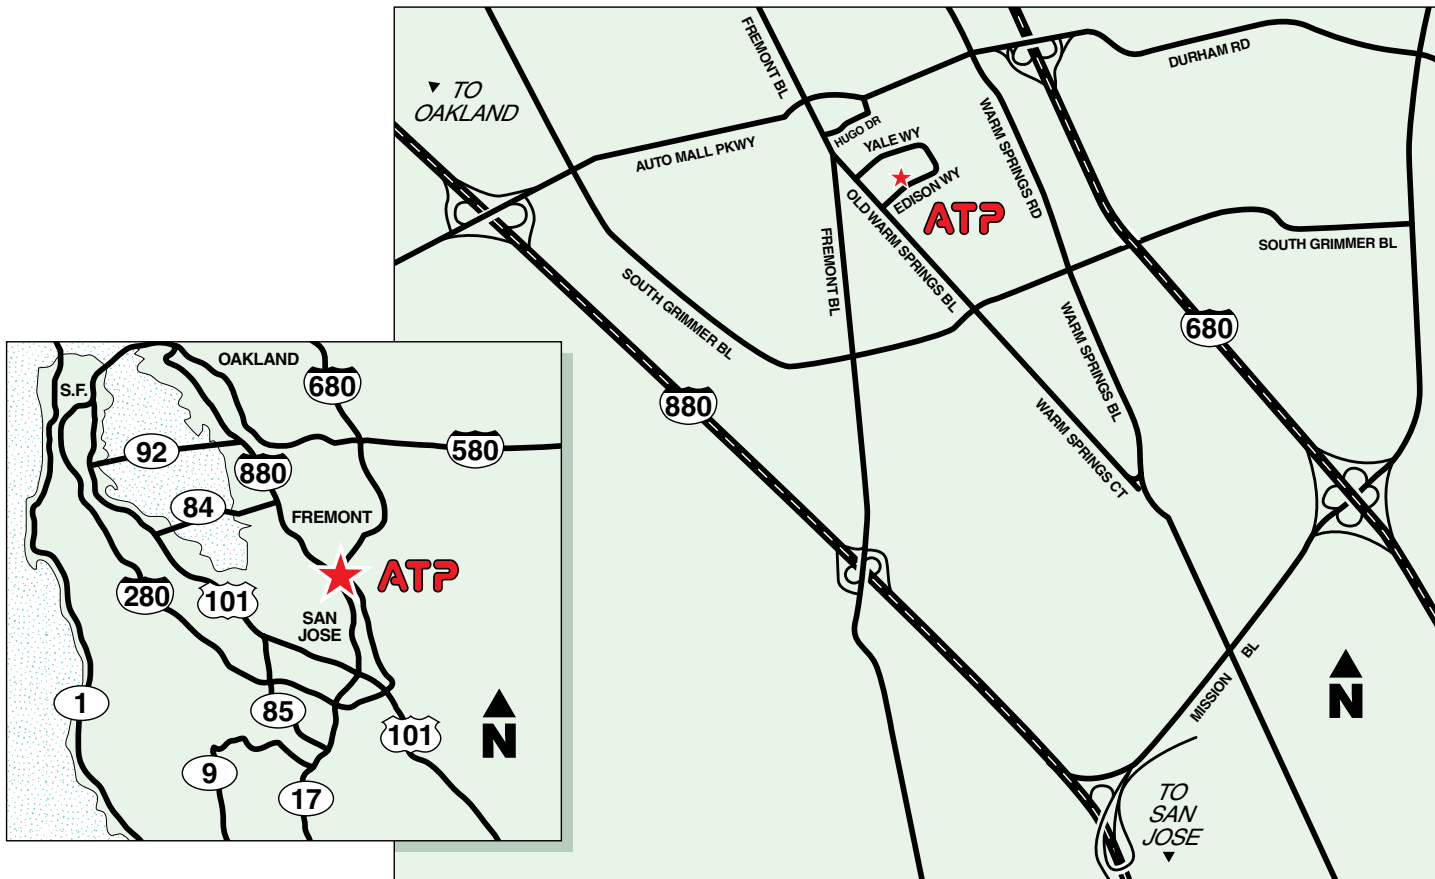 TO
OAKLAND
FREMONT BL
DURHAM RD
AUTO MALL PKWY
HUGO DR
YALE WY
EDISON WY
WARM SPRINGS RD
ATP
OLD WARM SPRINGS BL
FREMONT BL
SOUTH GRIMMER BL
SOUTH GRIMMER BL
680
WARM SPRINGS BL
880
WARM SPRINGS CT
MISSION BL
N
TO
SAN
JOSE
OAKLAND
S.F.
680
92
580
880
84
FREMONT
ATP
280
101
SAN
JOSE
1
85
101
N
9
17